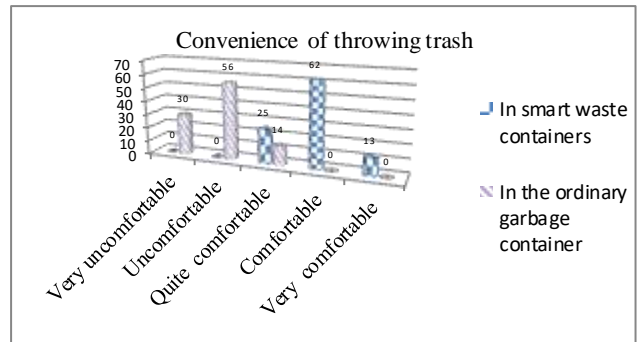 Convenience of throwing trash
70
60
50
40
30
20
10
0
0
30
0
56
25
14
62
0
13
0
Very uncomfortable
Uncomfortable
Quite comfortable
Comfortable
Very comfortable
In smart waste
containers
In the ordinary
garbage
container